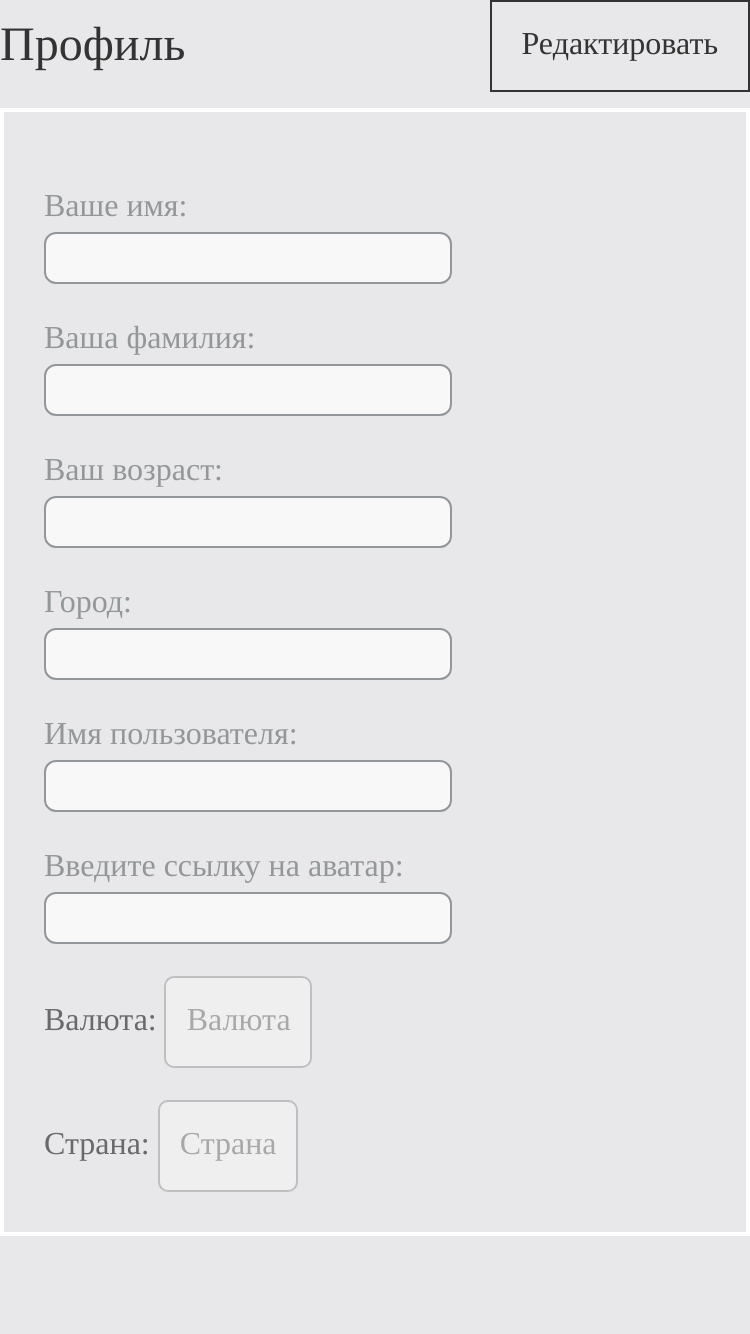 Профиль
Редактировать
Ваше имя:
Ваша фамилия:
Ваш возраст:
Город:
Имя пользователя:
Введите ссылку на аватар:
Валюта: Валюта
Страна: Страна